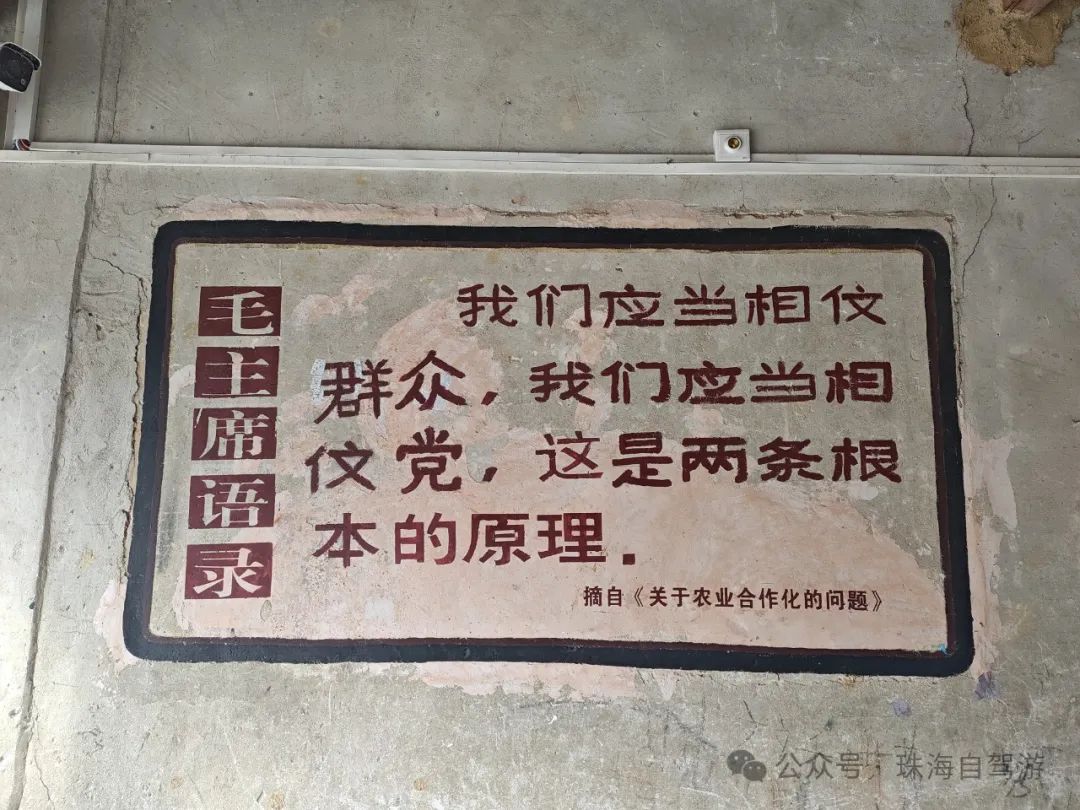 毛主席语录
我们应当相伩
群众，我们应当相
伩党，这是两条根
本的原理．
摘自《关于农业合作化的问题》
公众号·珠海自驾游